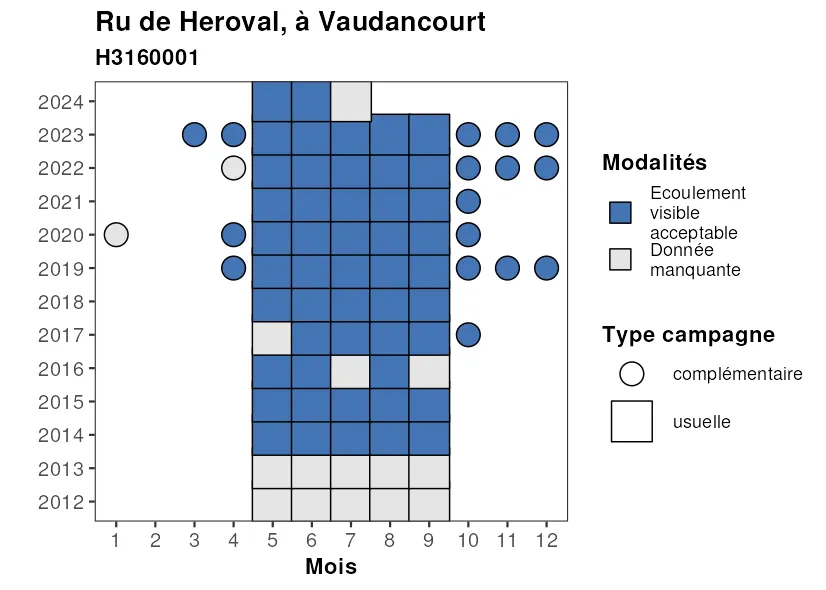 Ru de Heroval, à Vaudancourt
H3160001
2024
2023
2022
2021
2020
2019
2018
2017
2016
2015
2014
2013
2012
1 2 3 4 5 6 7 8 9 10 11 12
Mois
Modalités
Ecoulement
visible
acceptable
Donnée
manquante
Type campagne
complémentaire
usuelle